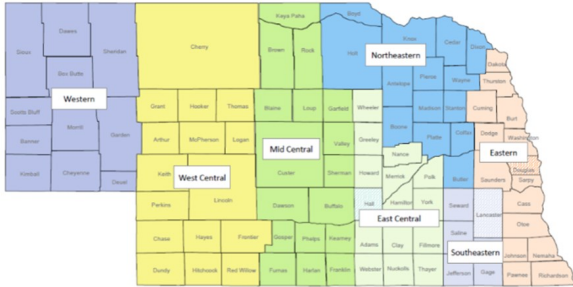 Keya Paha
Boyd
Dawes
Sioux
Sheridan
Cherry
Brown
Rock
Holt
Knox
Cedar
Dixon
Northeastern
Dakota
Box Butte
Antelope
Pierce
Wayne
Thurston
Western
Scotts Bluff
Morrill
Garden
Grant
Hooker
Thomas
Blaine
Loup
Garfield
Wheeler
Madison
Stanton
Cuming
Burt
Banner
Arthur
McPherson
Logan
Mid Central
Valley
Greeley
Boone
Platte
Colfax
Dodge
Washington
Eastern
Nance
Kimball
Cheyenne
Deuel
Keith
West Central
Lincoln
Custer
Sherman
Howard
Merrick
Polk
Butler
Saunders
Douglas
Sarpy
Perkins
Dawson
Buffalo
Hall
Hamilton
York
Seward
Lancaster
Cass
East Central
Otoe
Chase
Hayes
Frontier
Gosper
Phelps
Kearney
Adams
Clay
Fillmore
Saline
Southeastern
Johnson
Nemaha
Dundy
Hitchcock
Red Willow
Furnas
Harlan
Franklin
Webster
Nuckolls
Thayer
Jefferson
Gage
Pawnee
Richardson